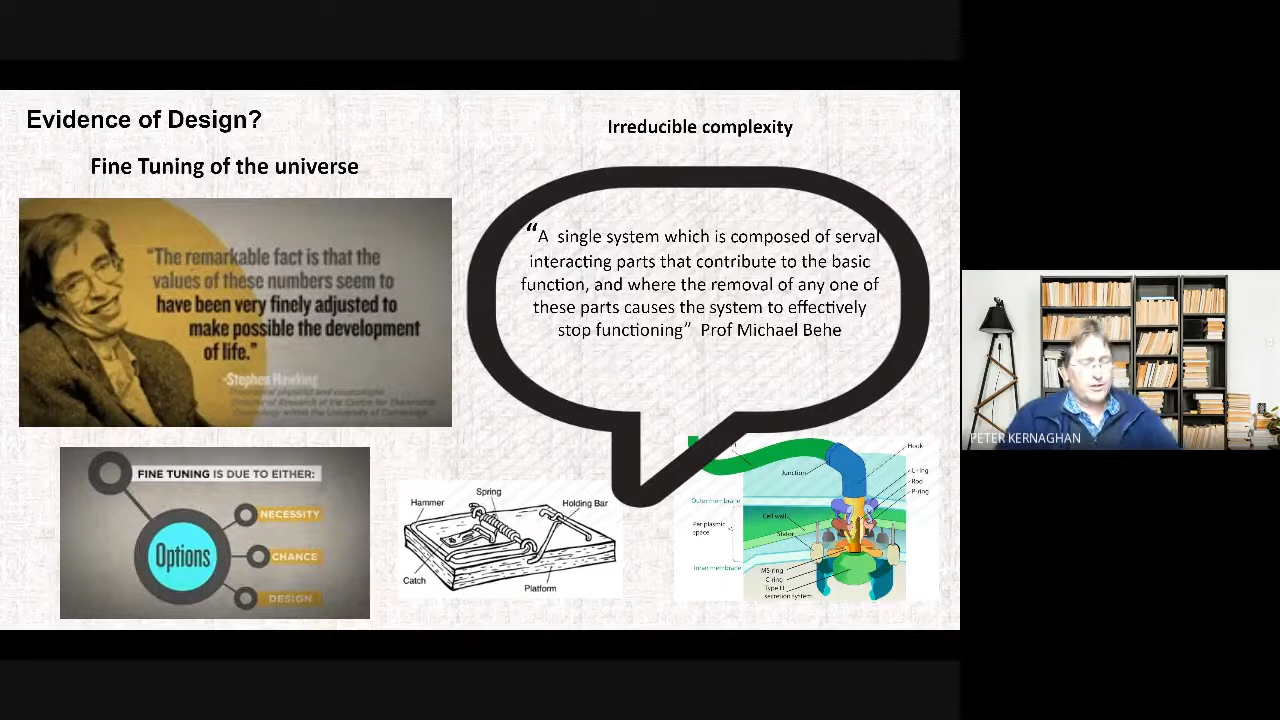 Evidence of Design?
Fine Tuning of the universe
"The remarkable fact is that the
values of these numbers seem to
have been very finely adjusted to
make possible the development
of life."
-Stephen Hawking
FINE TUNING IS DUE TO EITHER:
Options
NECESSITY
CHANCE
DESIGN
Irreducible complexity
“A single system which is composed of serval
interacting parts that contribute to the basic
function, and where the removal of any one of
these parts causes the system to effectively
stop functioning” Prof Michael Behe
Hammer
Spring
Holding Bar
Catch
Platform
Hook
Junction
L-ring
Rod
P-ring
Outer membrane
Cell wall
Periplasmic
space
Stator
Inner membrane
MS ring
C ring
Type III
secretion system
PETER KERNAGHAN